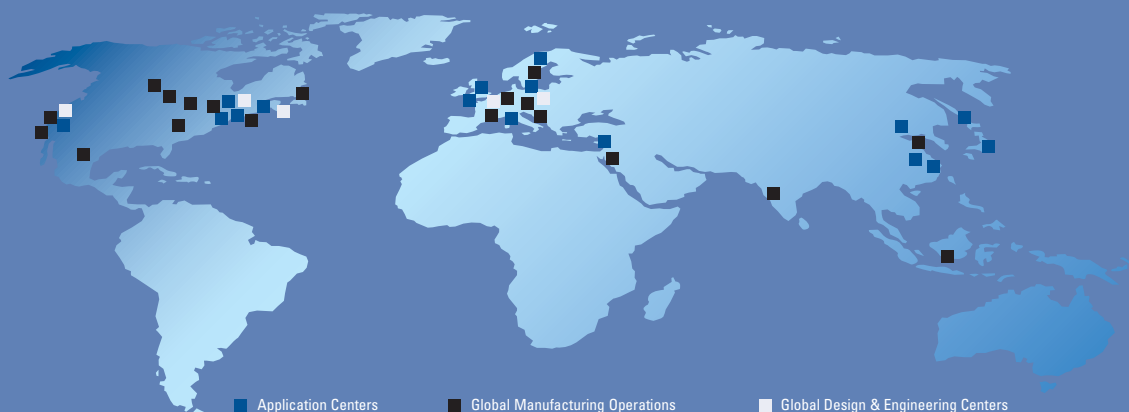 Application Centers
Global Manufacturing Operations
Global Design & Engineering Centers